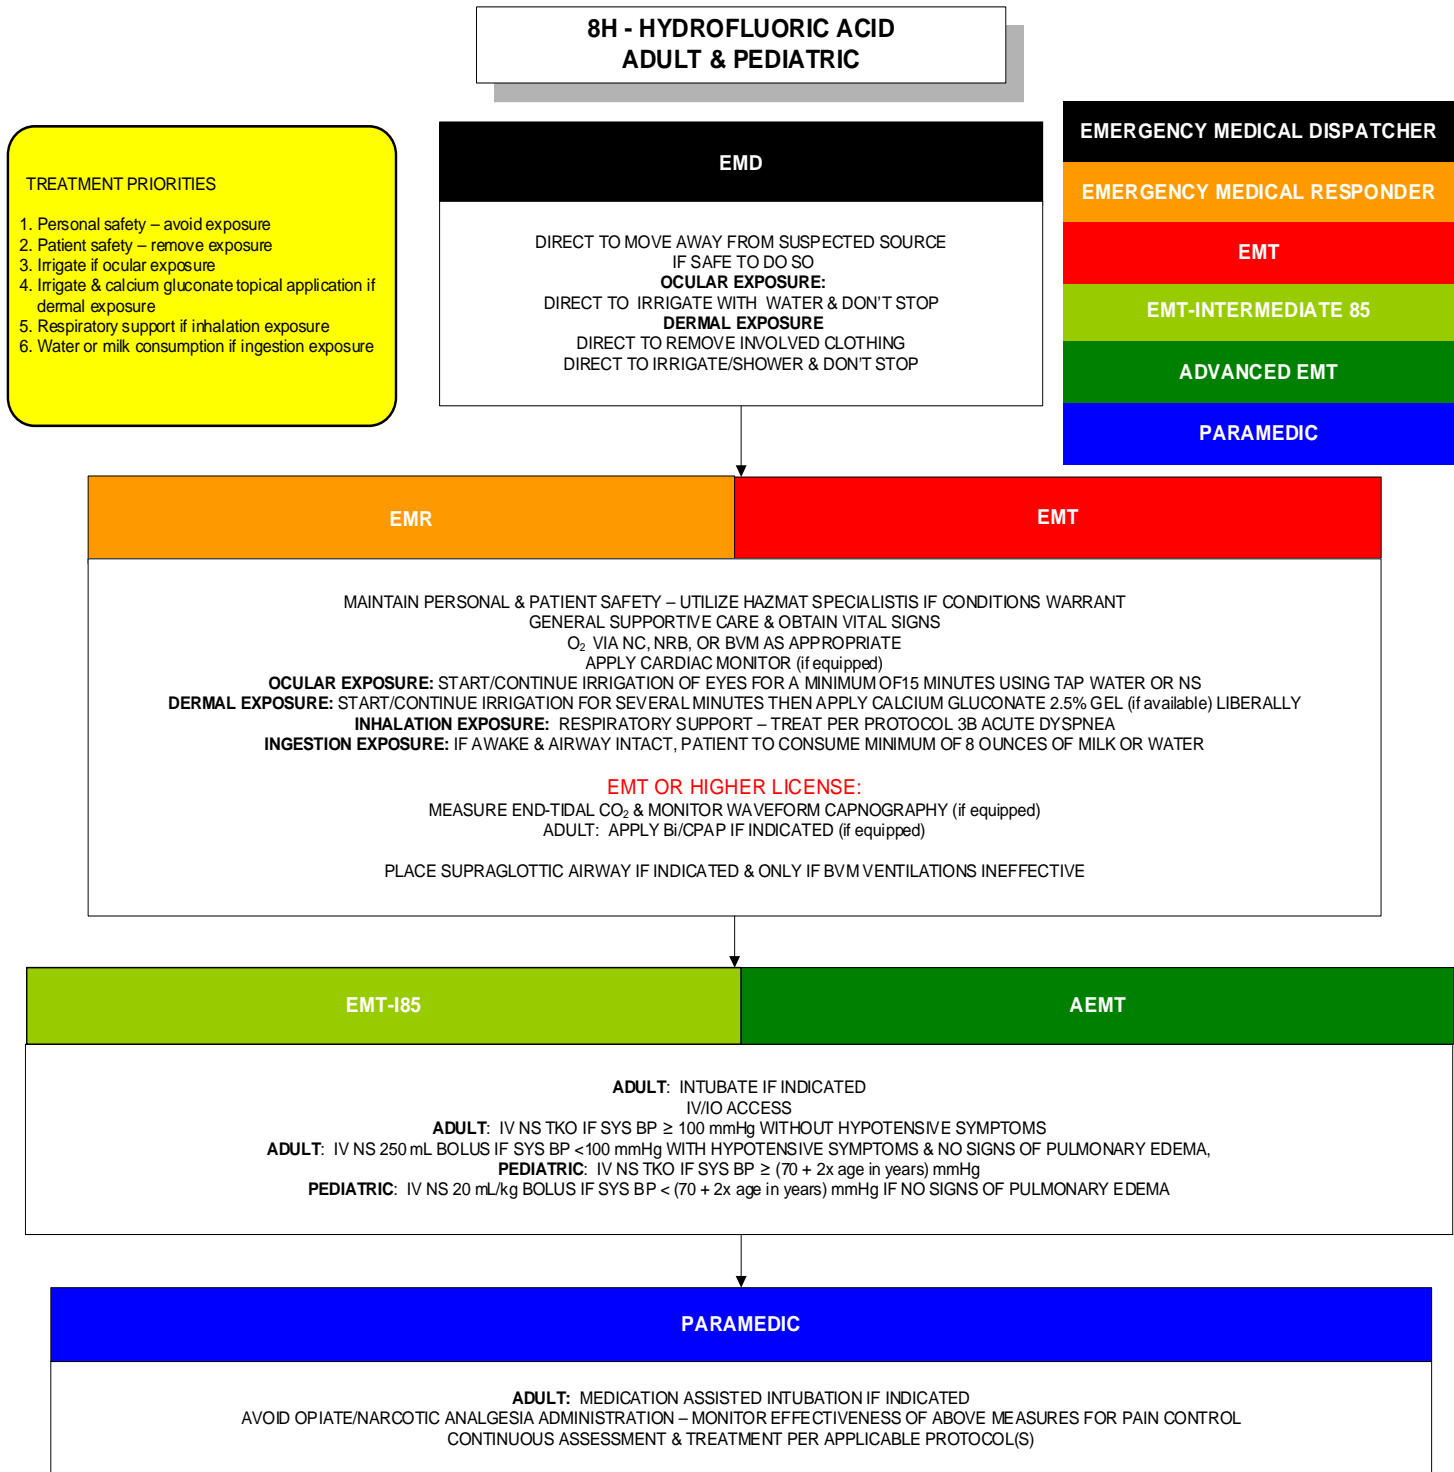 8H - HYDROFLUORIC ACID
ADULT & PEDIATRIC
TREATMENT PRIORITIES
1. Personal safety – avoid exposure
2. Patient safety – remove exposure
3. Irrigate if ocular exposure
4. Irrigate & calcium gluconate topical application if
dermal exposure
5. Respiratory support if inhalation exposure
6. Water or milk consumption if ingestion exposure
EMD
DIRECT TO MOVE AWAY FROM SUSPECTED SOURCE
IF SAFE TO DO SO
OCULAR EXPOSURE:
DIRECT TO IRRIGATE WITH WATER & DON'T STOP
DERMAL EXPOSURE
DIRECT TO REMOVE INVOLVED CLOTHING
DIRECT TO IRRIGATE/SHOWER & DON'T STOP
EMERGENCY MEDICAL DISPATCHER
EMERGENCY MEDICAL RESPONDER
EMT
EMT-INTERMEDIATE 85
ADVANCED EMT
PARAMEDIC
EMR
EMT
MAINTAIN PERSONAL & PATIENT SAFETY – UTILIZE HAZMAT SPECIALISTIS IF CONDITIONS WARRANT
GENERAL SUPPORTIVE CARE & OBTAIN VITAL SIGNS
O₂ VIA NC, NRB, OR BVM AS APPROPRIATE
APPLY CARDIAC MONITOR (if equipped)
OCULAR EXPOSURE: START/CONTINUE IRRIGATION OF EYES FOR A MINIMUM OF15 MINUTES USING TAP WATER OR NS
DERMAL EXPOSURE: START/CONTINUE IRRIGATION FOR SEVERAL MINUTES THEN APPLY CALCIUM GLUCONATE 2.5% GEL (if available) LIBERALLY
INHALATION EXPOSURE: RESPIRATORY SUPPORT – TREAT PER PROTOCOL 3B ACUTE DYSPNEA
INGESTION EXPOSURE: IF AWAKE & AIRWAY INTACT, PATIENT TO CONSUME MINIMUM OF 8 OUNCES OF MILK OR WATER
EMT OR HIGHER LICENSE:
MEASURE END-TIDAL CO₂ & MONITOR WAVEFORM CAPNOGRAPHY (if equipped)
ADULT: APPLY Bi/CPAP IF INDICATED (if equipped)
PLACE SUPRAGLOTTIC AIRWAY IF INDICATED & ONLY IF BVM VENTILATIONS INEFFECTIVE
EMT-I85
AEMT
ADULT: INTUBATE IF INDICATED
IV/IO ACCESS
ADULT: IV NS TKO IF SYS BP ≥ 100 mmHg WITHOUT HYPOTENSIVE SYMPTOMS
ADULT: IV NS 250 mL BOLUS IF SYS BP <100 mmHg WITH HYPOTENSIVE SYMPTOMS & NO SIGNS OF PULMONARY EDEMA,
PEDIATRIC: IV NS TKO IF SYS BP ≥ (70 + 2x age in years) mmHg
PEDIATRIC: IV NS 20 mL/kg BOLUS IF SYS BP < (70 + 2x age in years) mmHg IF NO SIGNS OF PULMONARY EDEMA
PARAMEDIC
ADULT: MEDICATION ASSISTED INTUBATION IF INDICATED
AVOID OPIATE/NARCOTIC ANALGESIA ADMINISTRATION – MONITOR EFFECTIVENESS OF ABOVE MEASURES FOR PAIN CONTROL
CONTINUOUS ASSESSMENT & TREATMENT PER APPLICABLE PROTOCOL(S)